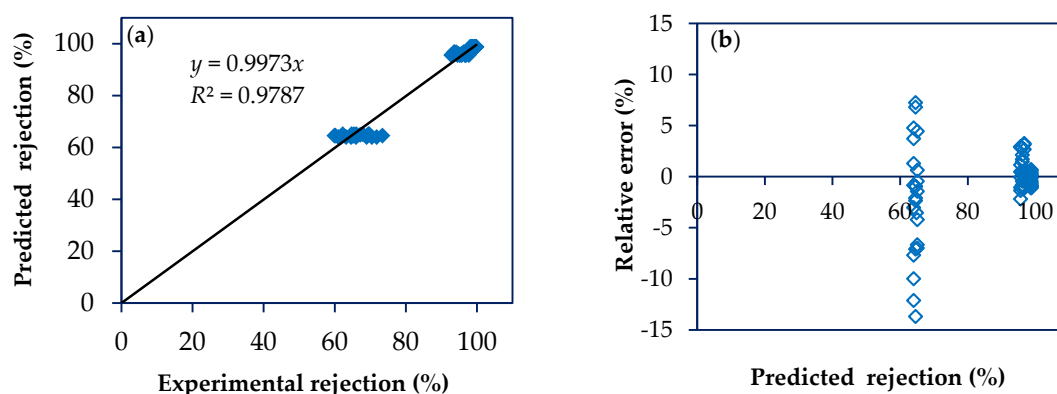 (a)
y = 0.9973x
R² = 0.9787
100
80
60
40
20
0
0 20 40 60 80 100
Predicted rejection (%)
Experimental rejection (%)
(b)
15
10
5
0
-5
-10
-15
0 20 40 60 80 100
Relative error (%)
Predicted rejection (%)